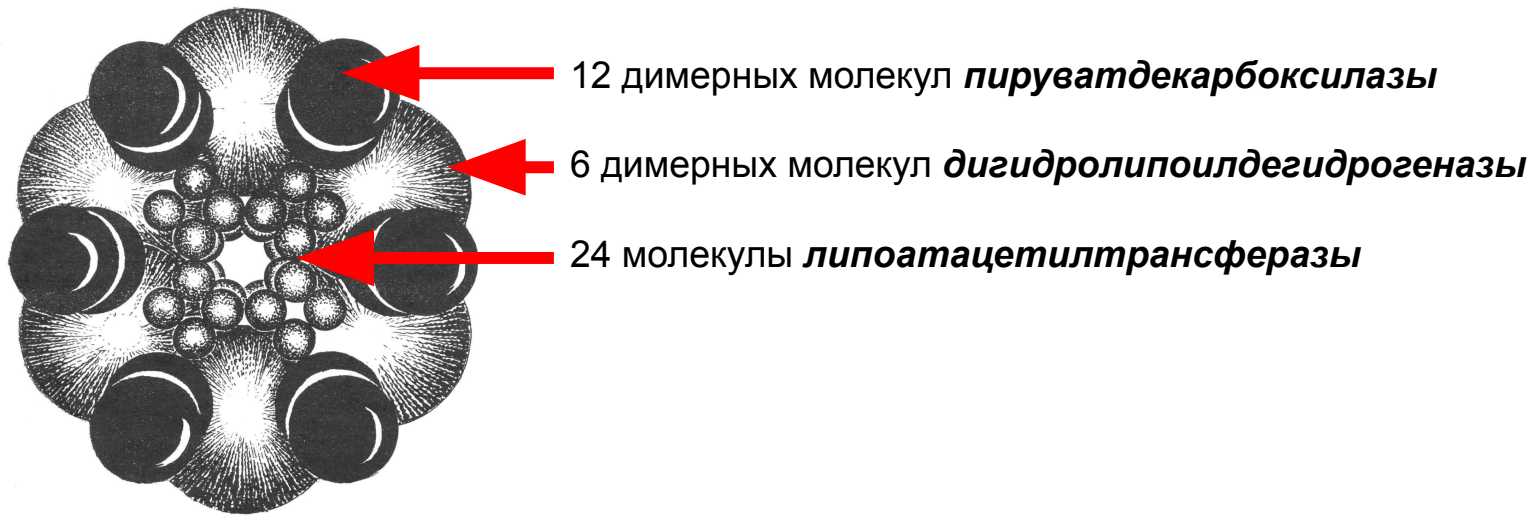 12 димерных молекул пируватдекарбоксилазы
6 димерных молекул дигидролипоилдегидрогеназы
24 молекулы липоатацетилтрансферазы